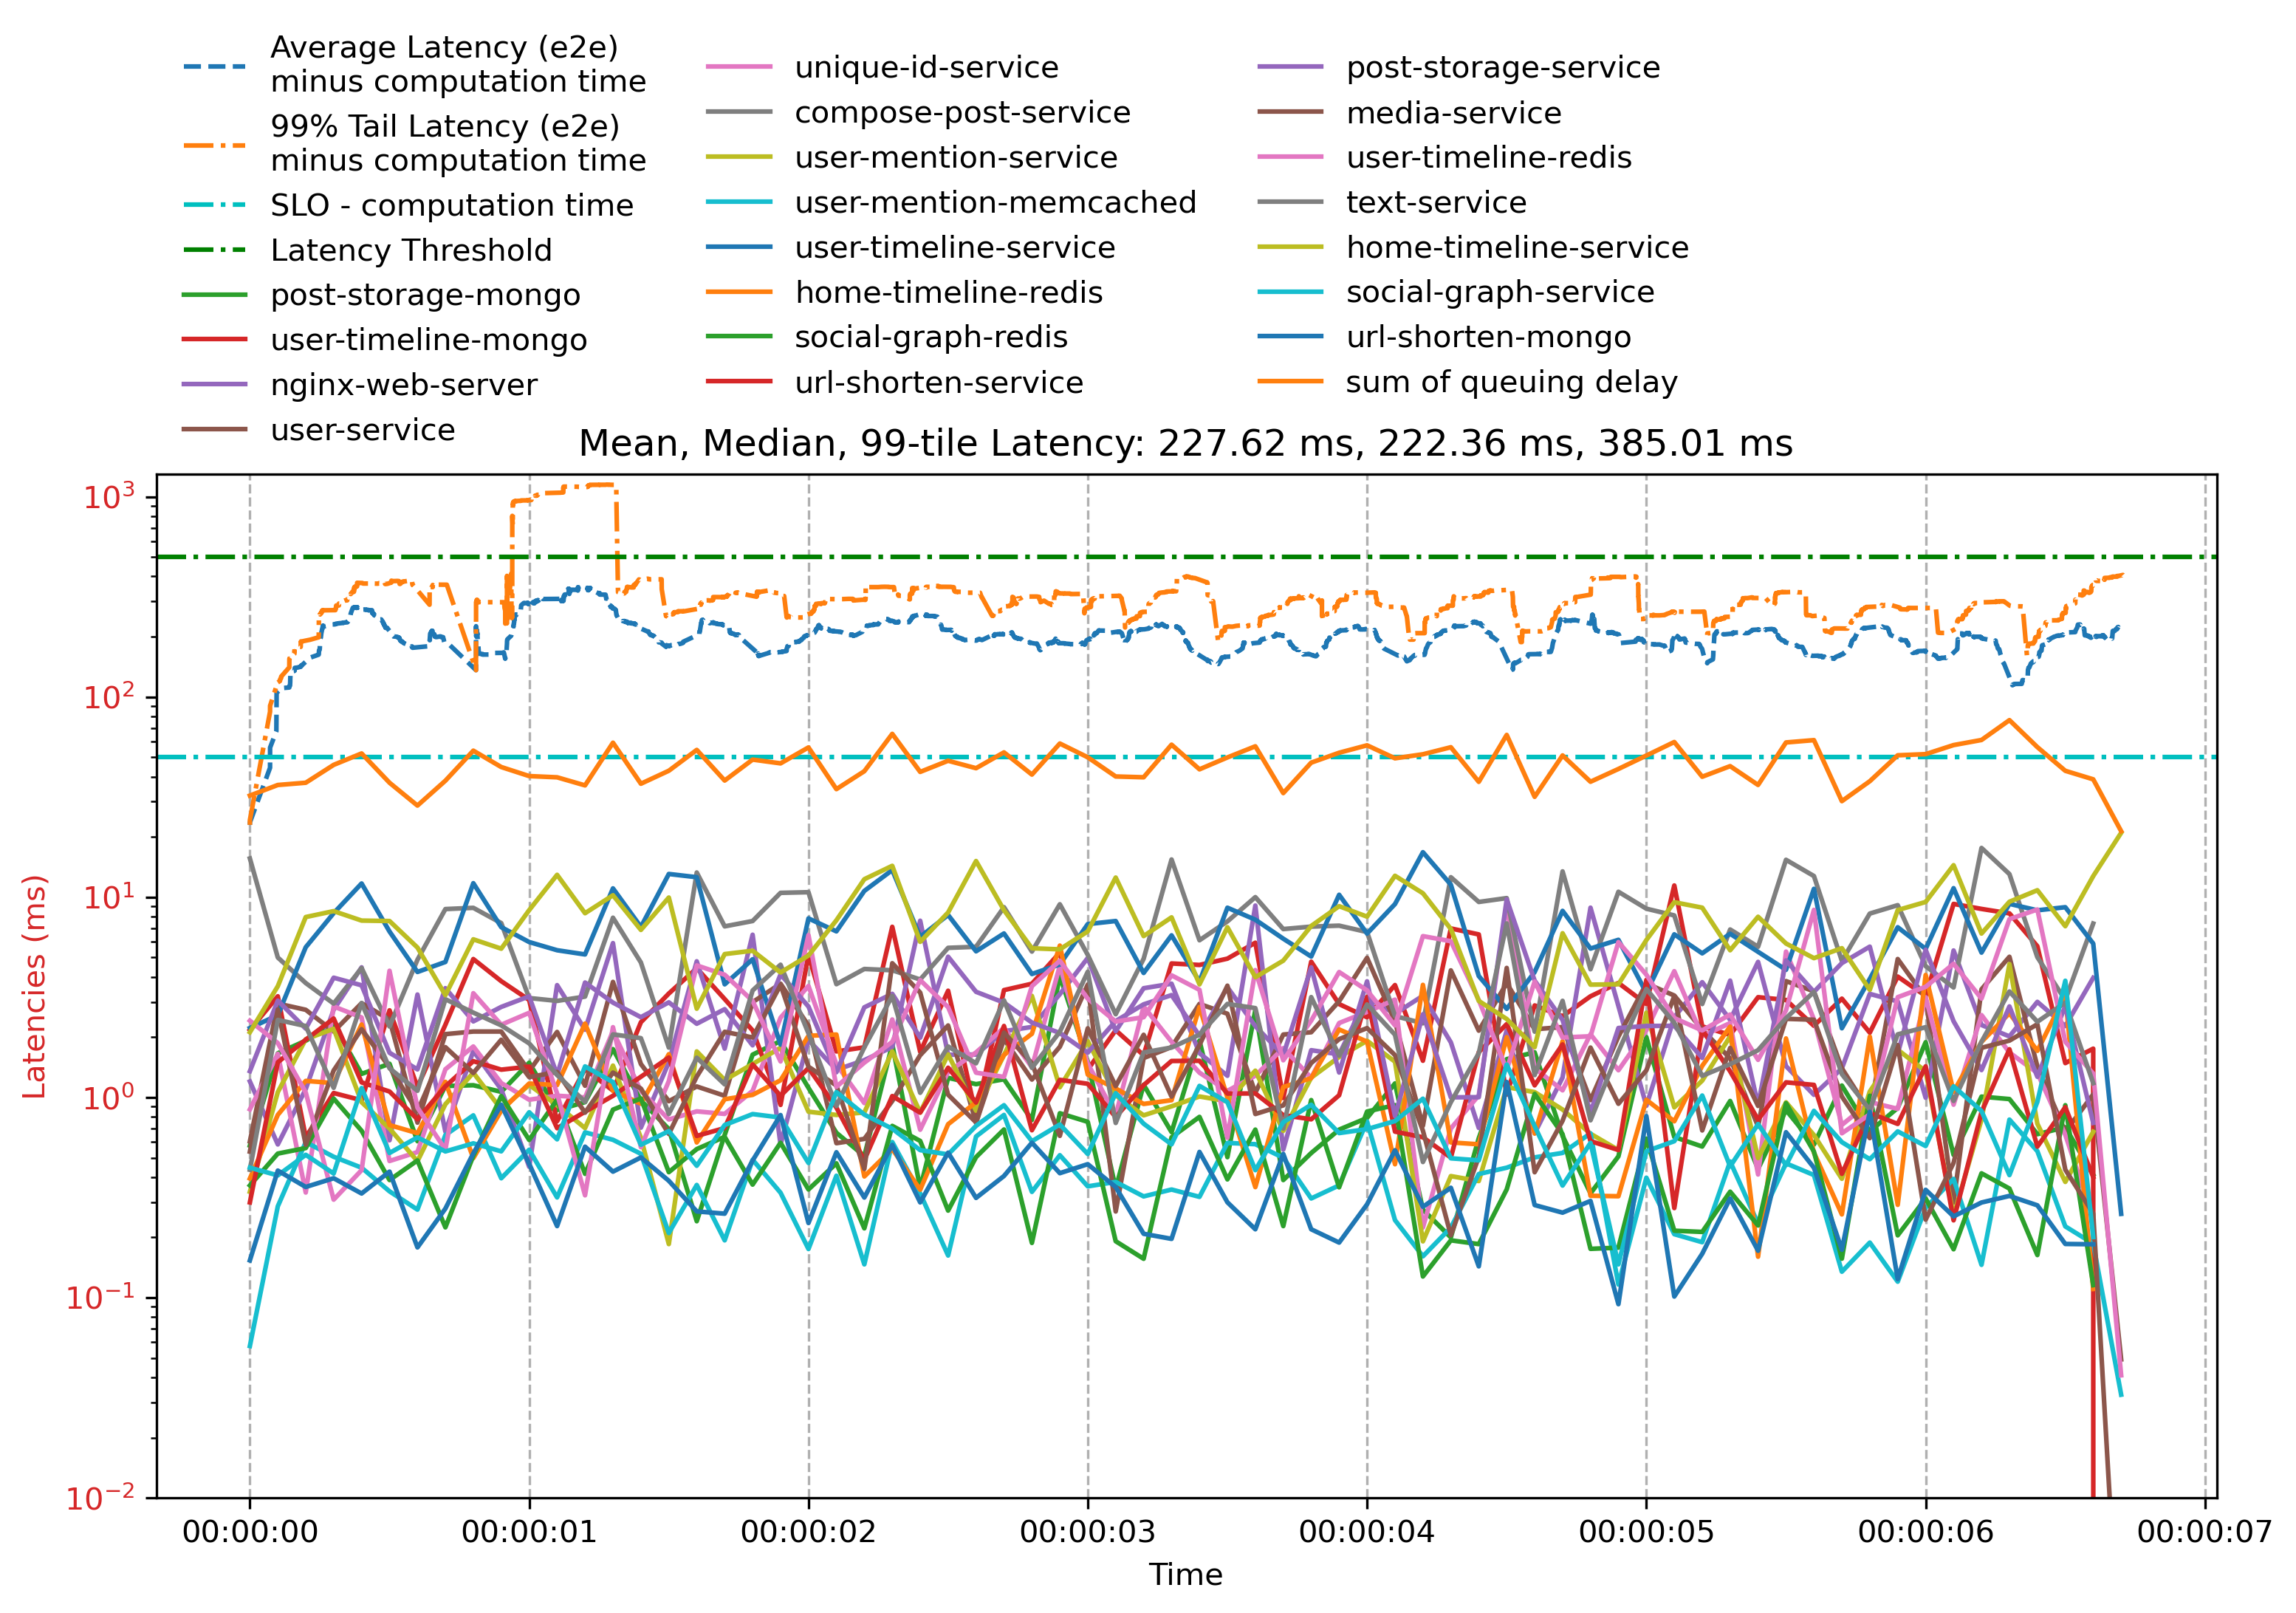 Average Latency (e2e)
minus computation time
99% Tail Latency (e2e)
minus computation time
SLO - computation time
Latency Threshold
post-storage-mongo
user-timeline-mongo
nginx-web-server
user-service
unique-id-service
compose-post-service
user-mention-service
user-mention-memcached
user-timeline-service
home-timeline-redis
social-graph-redis
url-shorten-service
post-storage-service
media-service
user-timeline-redis
text-service
home-timeline-service
social-graph-service
url-shorten-mongo
sum of queuing delay
Mean, Median, 99-tile Latency: 227.62 ms, 222.36 ms, 385.01 ms
Latencies (ms)
10³
10²
10¹
10⁰
10⁻¹
10⁻²
00:00:00
00:00:01
00:00:02
00:00:03
00:00:04
00:00:05
00:00:06
00:00:07
Time